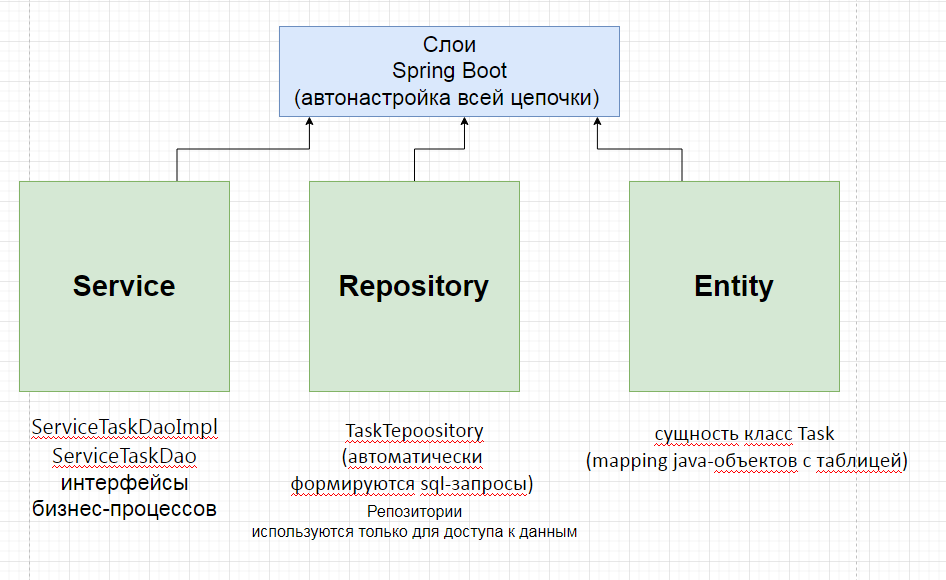 Слои
Spring Boot
(автонастройка всей цепочки)
Service
Repository
Entity
ServiceTaskDaoImpl
ServiceTaskDao
интерфейсы
бизнес-процессов
TaskTepoository
(автоматически
формируются sql-запросы)
Репозитории
используются только для доступа к данным
сущность класс Task
(mapping java-объектов с таблицей)